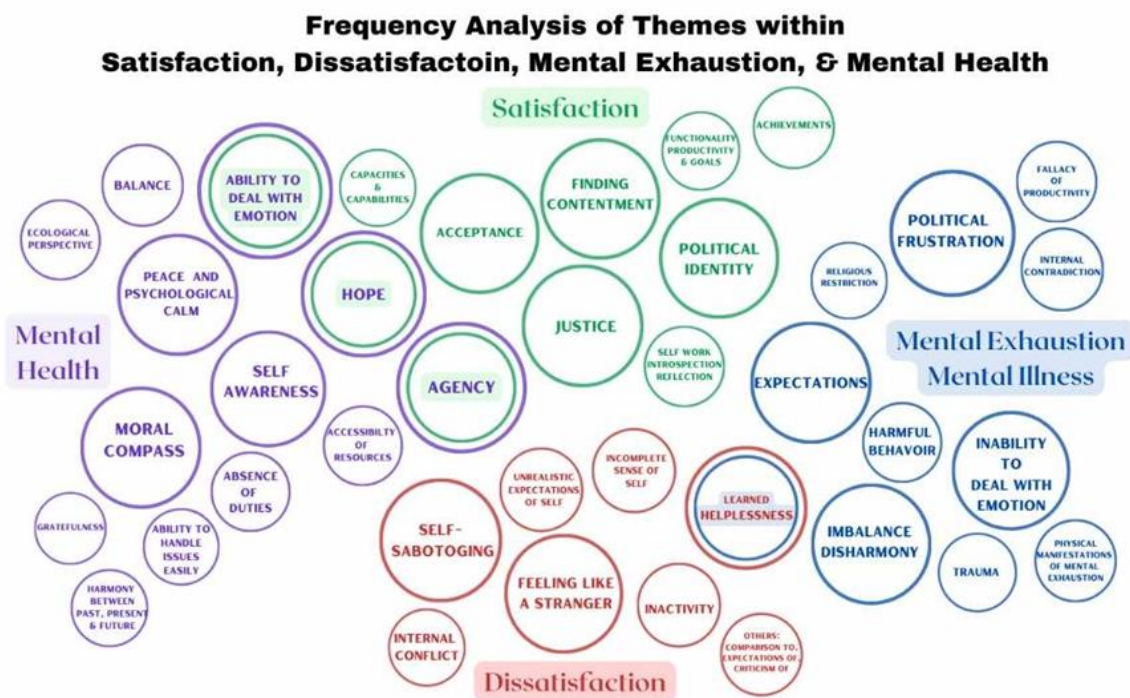 Frequency Analysis of Themes within
Satisfaction, Dissatisfactoin, Mental Exhaustion, & Mental Health
Satisfaction
FUNCTIONALITY
PRODUCTIVITY
& GOALS
ACHIEVEMENTS
BALANCE
ABILITY TO
DEAL WITH
EMOTION
CAPACITIES
&
CAPABILITIES
FINDING
CONTENTMENT
FALLACY
OF
PRODUCTIVITY
ECOLOGICAL
PERSPECTIVE
ACCEPTANCE
POLITICAL
IDENTITY
POLITICAL
FRUSTRATION
PEACE AND
PSYCHOLOGICAL
CALM
HOPE
RELIGIOUS
RESTRICTION
INTERNAL
CONTRADICTION
JUSTICE
Mental
Health
Mental Exhaustion
Mental Illness
SELF
AWARENESS
AGENCY
SELF WORK
INTROSPECTION
REFLECTION
EXPECTATIONS
MORAL
COMPASS
ACCESSIBILTY
OF
RESOURCES
HARMFUL
BEHAVOIR
INABILITY
TO
DEAL WITH
EMOTION
ABSENCE
OF
DUTIES
UNREALISTIC
EXPECTATIONS
OF SELF
INCOMPLETE
SENSE OF
SELF
LEARNED
HELPLESSNESS
GRATEFULNESS
ABILITY TO
HANDLE
ISSUES
EASILY
SELF-
SABOTOGING
IMBALANCE
DISHARMONY
TRAUMA
PHYSICAL
MANIFESTATIONS
OF MENTAL
EXHAUSTION
HARMONY
BETWEEN
PAST, PRESENT
& FUTURE
FEELING LIKE
A STRANGER
INACTIVITY
INTERNAL
CONFLICT
OTHERS:
COMPARISON TO,
EXPECTATIONS OF,
CRITICISM OF
Dissatisfaction